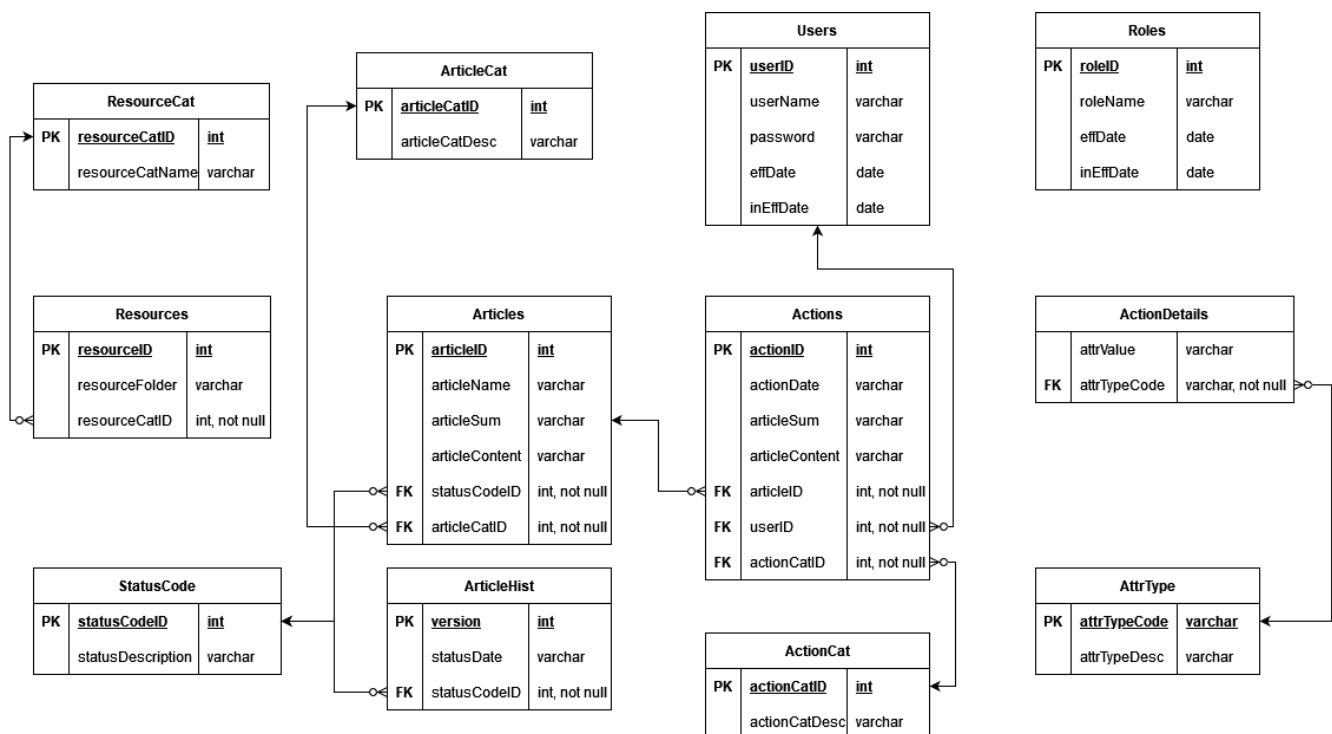 Users
PK userID int
userName varchar
password varchar
effDate date
inEffDate date
Roles
PK roleID int
roleName varchar
effDate date
inEffDate date
ArticleCat
PK articleCatID int
articleCatDesc varchar
ResourceCat
PK resourceCatID int
resourceCatName varchar
Resources
PK resourceID int
resourceFolder varchar
resourceCatID int, not null
Articles
PK articleID int
articleName varchar
articleSum varchar
articleContent varchar
FK statusCodeID int, not null
FK articleCatID int, not null
Actions
PK actionID int
actionDate varchar
articleSum varchar
articleContent varchar
FK articleID int, not null
FK userID int, not null
FK actionCatID int, not null
ActionDetails
attrValue varchar
FK attrTypeCode varchar, not null
StatusCode
PK statusCodeID int
statusDescription varchar
ArticleHist
PK version int
statusDate varchar
FK statusCodeID int, not null
ActionCat
PK actionCatID int
actionCatDesc varchar
AttrType
PK attrTypeCode varchar
attrTypeDesc varchar